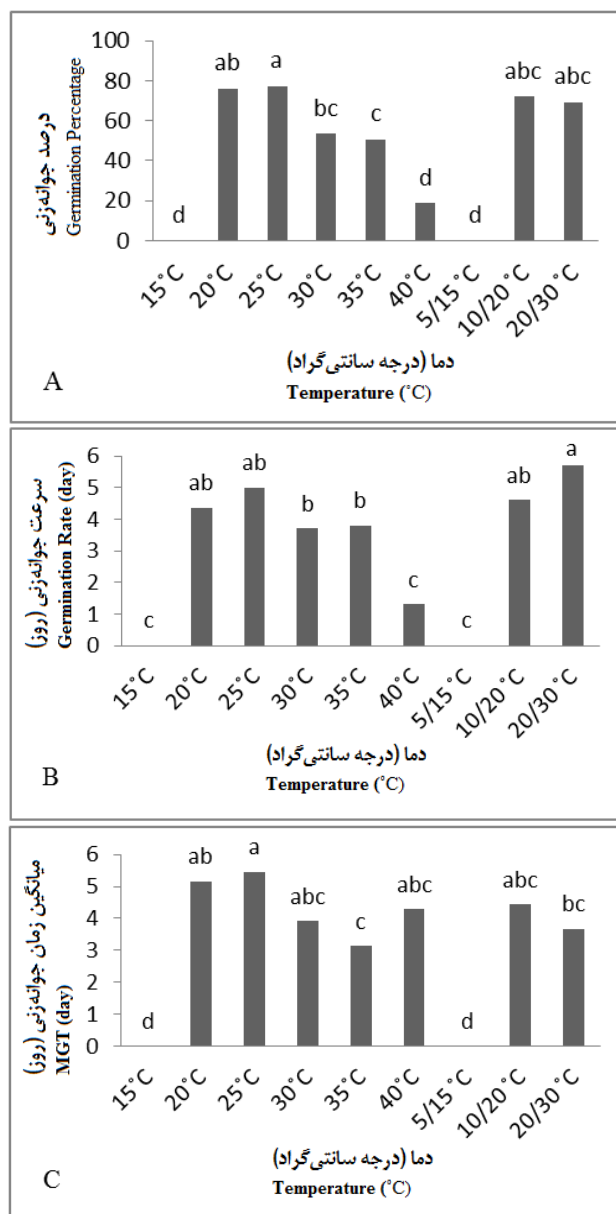 درصد جوانه‌زنی
Germination Percentage
100
80
60
40
20
0
d
ab
a
bc
c
d
d
abc
abc
15˚C
20˚C
25˚C
30˚C
35˚C
40˚C
5/15˚C
10/20˚C
20/30˚C
دما (درجه سانتی‌گراد)
Temperature (˚C)
A
سرعت جوانه‌زنی (روز)
Germination Rate (day)
6
5
4
3
2
1
0
c
ab
ab
b
b
c
c
ab
a
15˚C
20˚C
25˚C
30˚C
35˚C
40˚C
5/15˚C
10/20˚C
20/30˚C
دما (درجه سانتی‌گراد)
Temperature (˚C)
B
میانگین زمان جوانه‌زنی (روز)
MGT (day)
6
5
4
3
2
1
0
d
ab
a
abc
c
abc
d
abc
bc
15˚C
20˚C
25˚C
30˚C
35˚C
40˚C
5/15˚C
10/20˚C
20/30˚C
دما (درجه سانتی‌گراد)
Temperature (˚C)
C